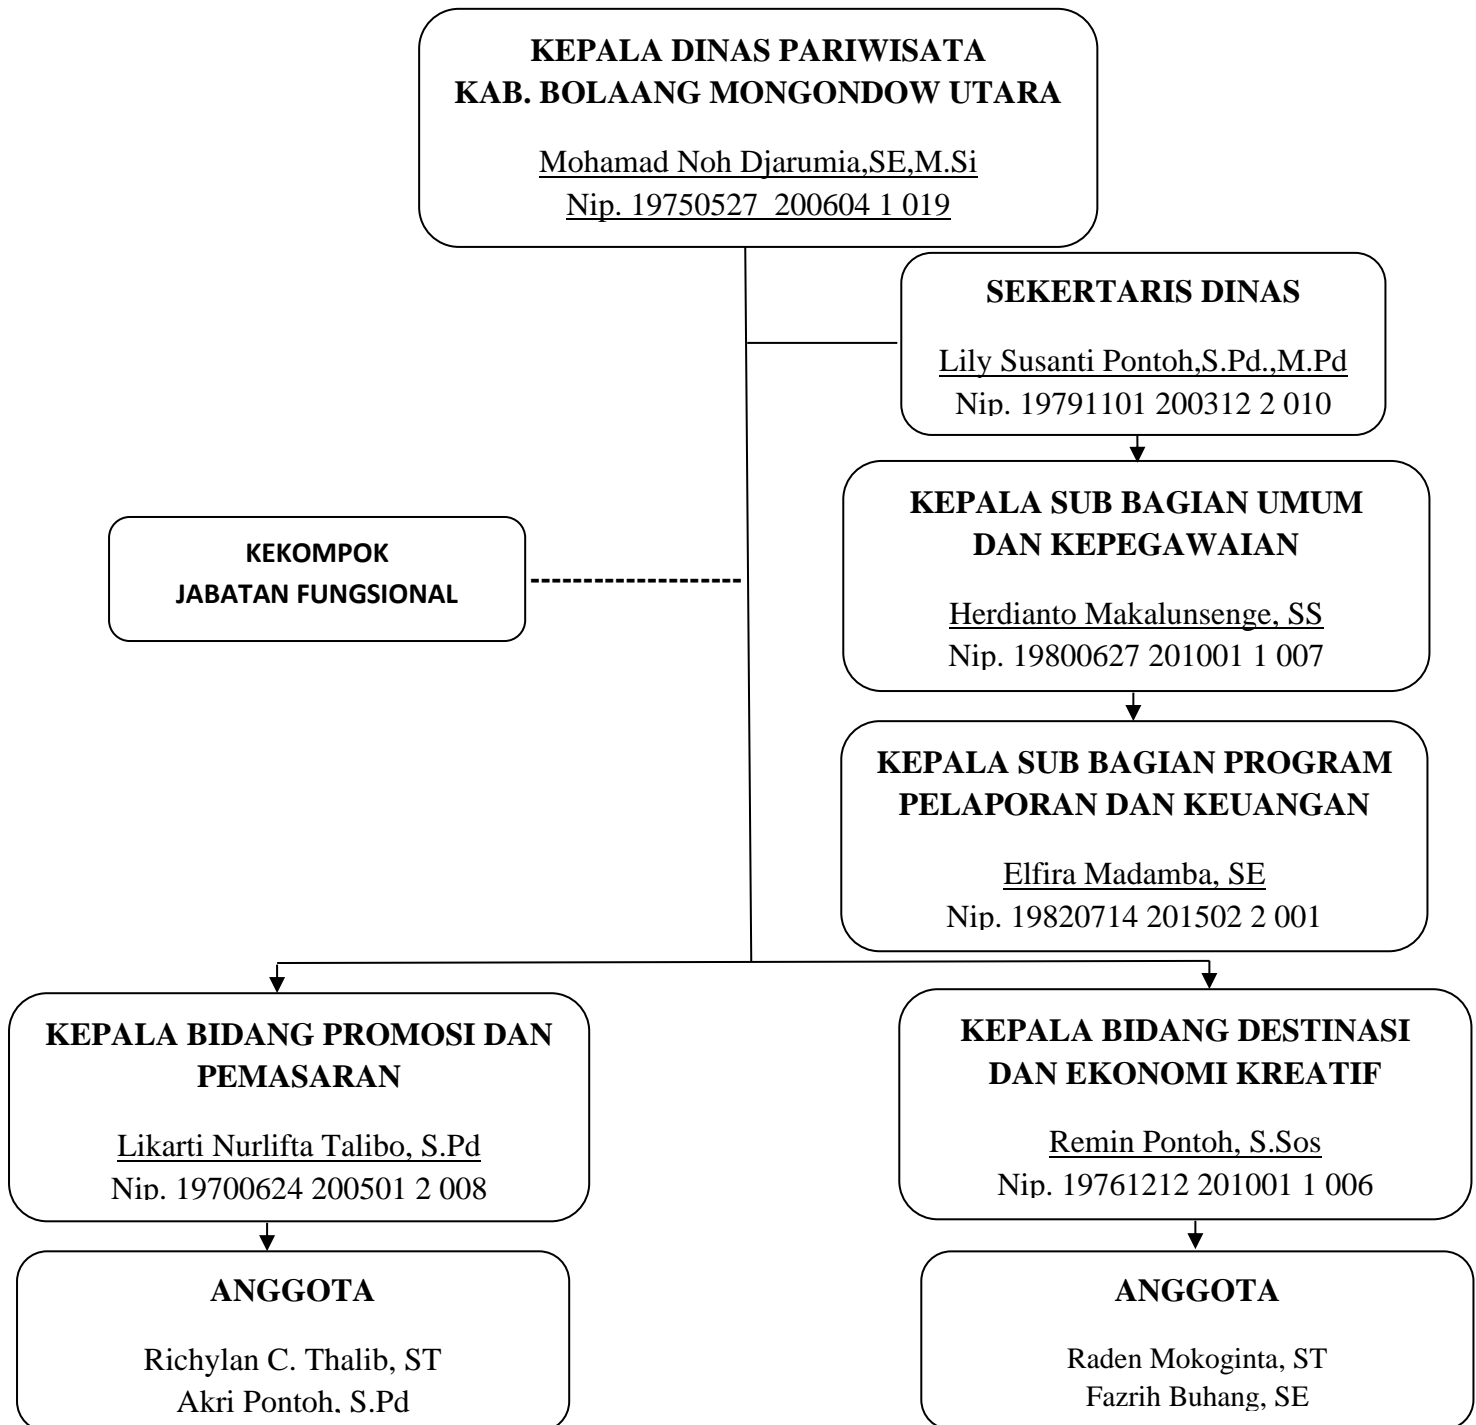 KEPALA DINAS PARIWISATA
KAB. BOLAANG MONGONDOW UTARA
Mohamad Noh Djarumia,SE,M.Si
Nip. 19750527 200604 1 019
SEKERTARIS DINAS
Lily Susanti Pontoh,S.Pd.,M.Pd
Nip. 19791101 200312 2 010
KEPALA SUB BAGIAN UMUM
DAN KEPEGAWAIAN
Herdianto Makalunsenge, SS
Nip. 19800627 201001 1 007
KEKOMPOK
JABATAN FUNGSIONAL
KEPALA SUB BAGIAN PROGRAM
PELAPORAN DAN KEUANGAN
Elfira Madamba, SE
Nip. 19820714 201502 2 001
KEPALA BIDANG PROMOSI DAN
PEMASARAN
Likarti Nurlifta Talibo, S.Pd
Nip. 19700624 200501 2 008
KEPALA BIDANG DESTINASI
DAN EKONOMI KREATIF
Remin Pontoh, S.Sos
Nip. 19761212 201001 1 006
ANGGOTA
Richylan C. Thalib, ST
Akri Pontoh, S.Pd
ANGGOTA
Raden Mokoginta, ST
Fazrih Buhang, SE